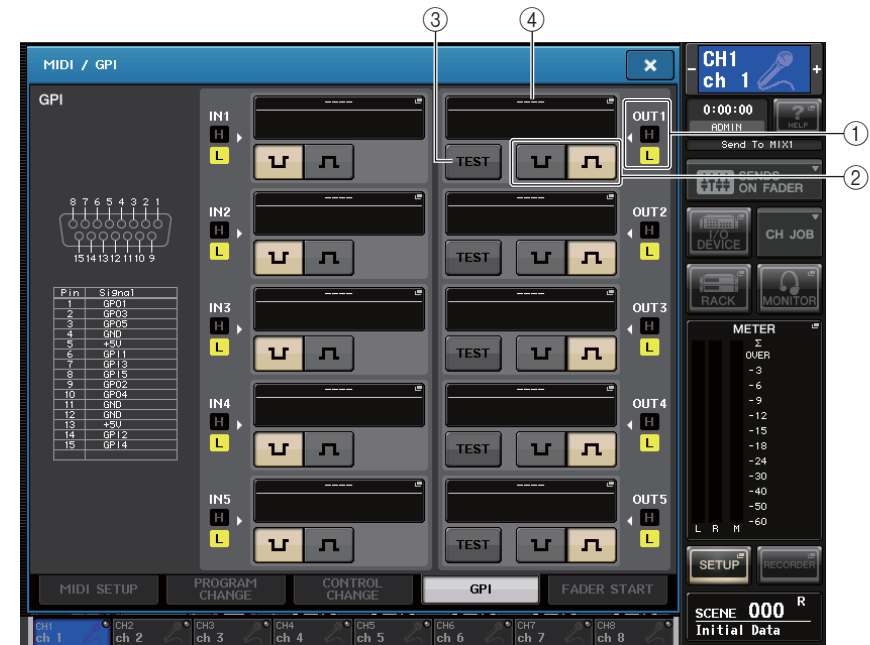 ③ ④
MIDI / GPI
GPI
8 7 6 5 4 3 2 1
15 14 13 12 11 10 9
Pin Signal
1 GPO1
2 GPO3
3 GPO5
4 GND
5 +5V
6 GPI1
7 GPI3
8 GPI5
9 GPO2
10 GPO4
11 GND
12 GND
13 +5V
14 GPI2
15 GPI4
IN1
H
L
----
----
TEST
OUT1
H
L
IN2
H
L
----
----
TEST
OUT2
H
L
IN3
H
L
----
----
TEST
OUT3
H
L
IN4
H
L
----
----
TEST
OUT4
H
L
IN5
H
L
----
----
TEST
OUT5
H
L
MIDI SETUP
PROGRAM CHANGE
CONTROL CHANGE
GPI
FADER START
①
②
- CH1 +
ch 1
0:00:00
ADMIN
? HELP
Send To MIX1
SENDS ON FADER
I/O DEVICE
CH JOB
RACK
MONITOR
METER
Σ
OVER
-3
-6
-9
-12
-15
-18
-24
-30
-40
-50
-60
L R M
SETUP
RECORDER
SCENE 000 R
Initial Data
CH1 CH2 CH3 CH4 CH5 CH6 CH7 CH8
ch 1 ch 2 ch 3 ch 4 ch 5 ch 6 ch 7 ch 8